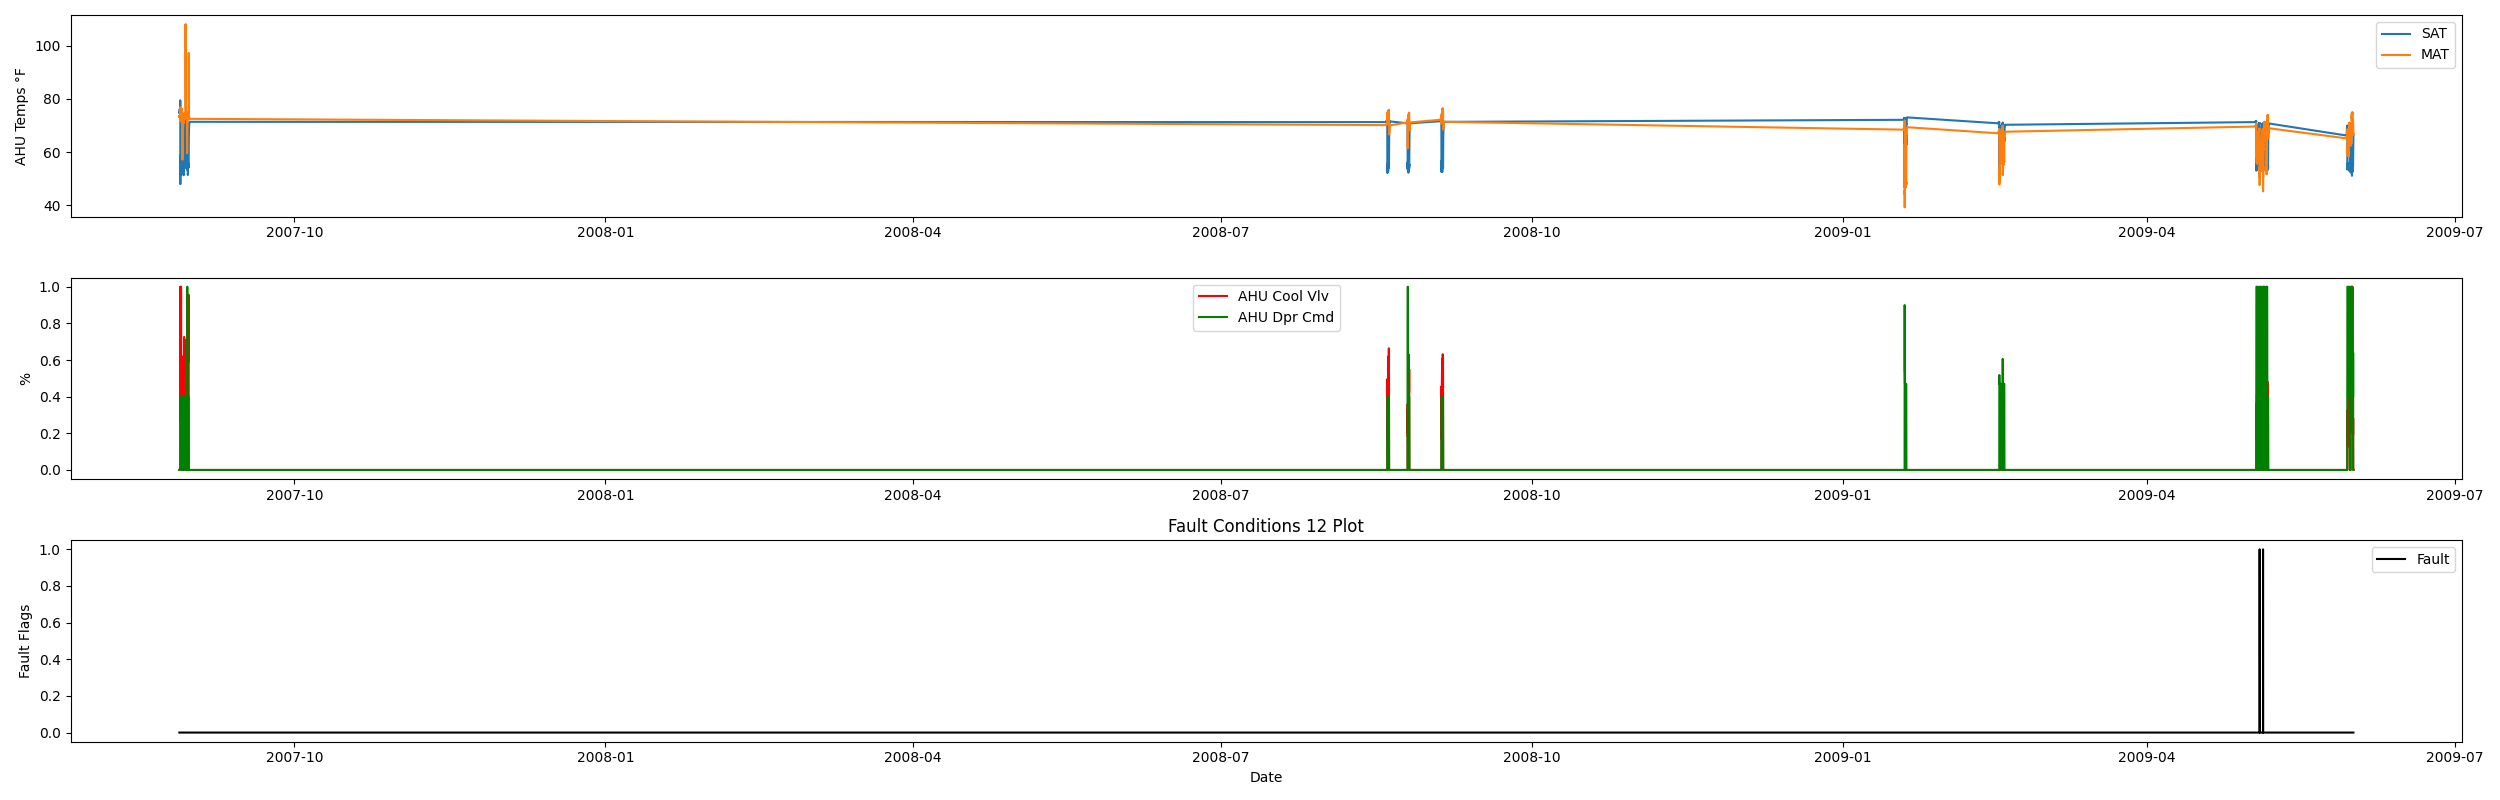 AHU Temps °F
100
80
60
40
SAT
MAT
2007-10 2008-01 2008-04 2008-07 2008-10 2009-01 2009-04 2009-07
%
1.0
0.8
0.6
0.4
0.2
0.0
AHU Cool Vlv
AHU Dpr Cmd
2007-10 2008-01 2008-04 2008-07 2008-10 2009-01 2009-04 2009-07
Fault Conditions 12 Plot
Fault Flags
1.0
0.8
0.6
0.4
0.2
0.0
Fault
2007-10 2008-01 2008-04 2008-07 2008-10 2009-01 2009-04 2009-07
Date